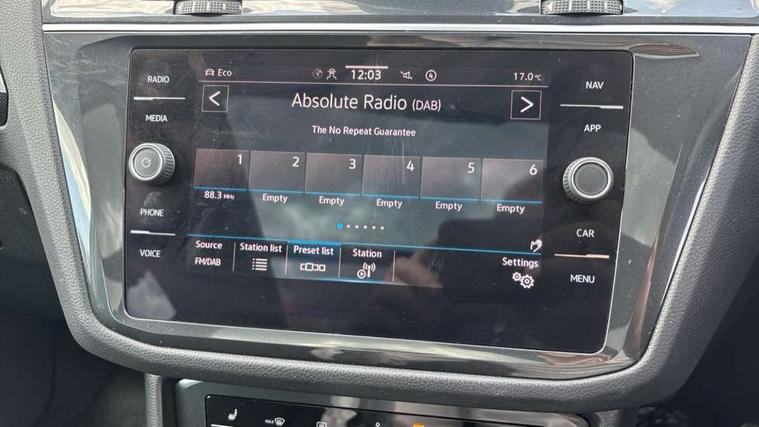 RADIO
MEDIA
PHONE
VOICE
Eco
12:03
4
17.0 °C
< Absolute Radio (DAB) >
The No Repeat Guarantee
1 2 3 4 5 6
88.3 MHz Empty Empty Empty Empty Empty
Source Station list Preset list Station Settings
FM/DAB
NAV
APP
CAR
MENU
MAX